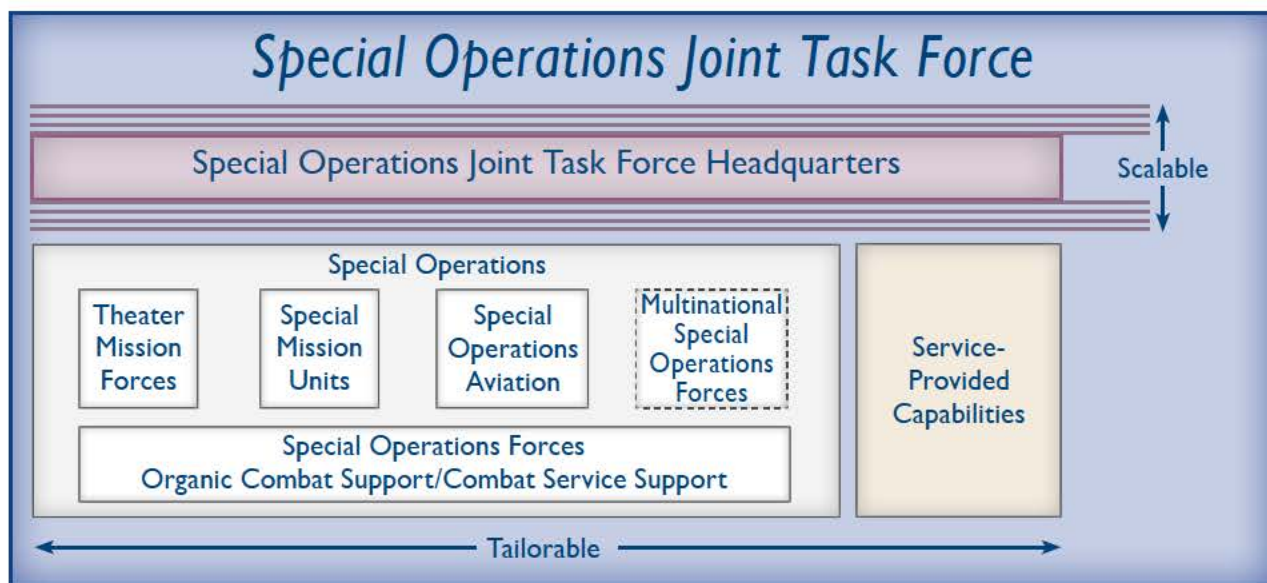 Special Operations Joint Task Force
Special Operations Joint Task Force Headquarters
Scalable
Special Operations
Theater
Mission
Forces
Special
Mission
Units
Special
Operations
Aviation
Multinational
Special
Operations
Forces
Special Operations Forces
Organic Combat Support/Combat Service Support
Service-
Provided
Capabilities
Tailorable